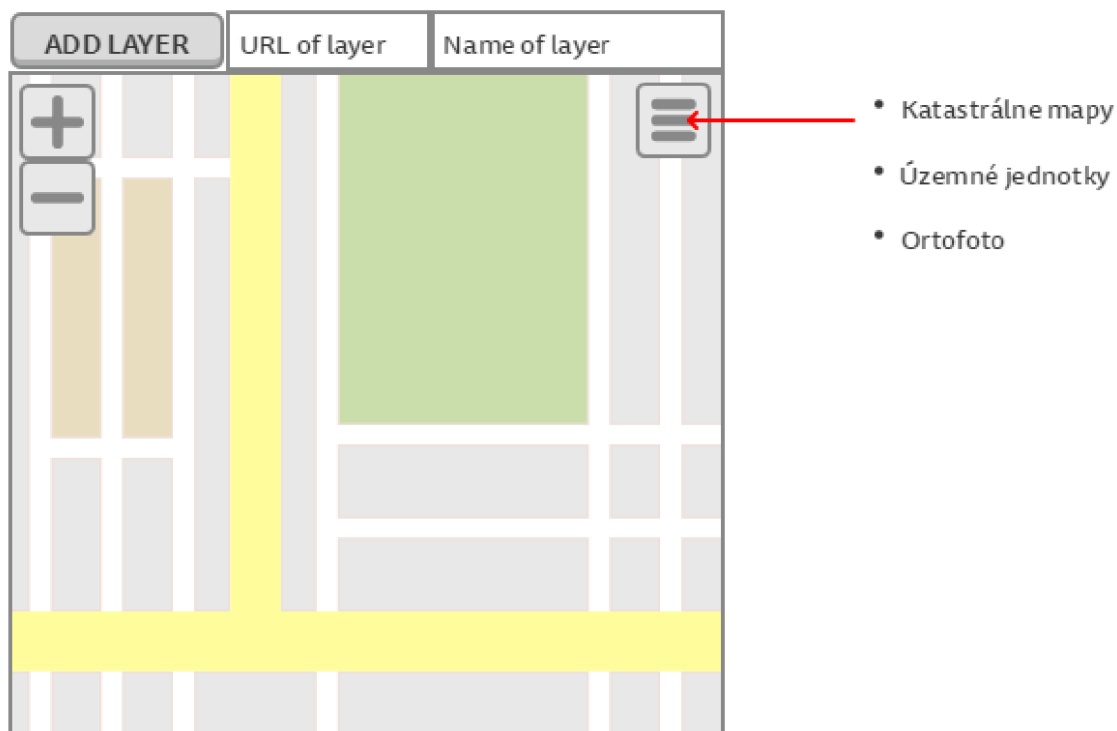 ADD LAYER URL of layer Name of layer
• Katastrálne mapy
• Územné jednotky
• Ortofoto